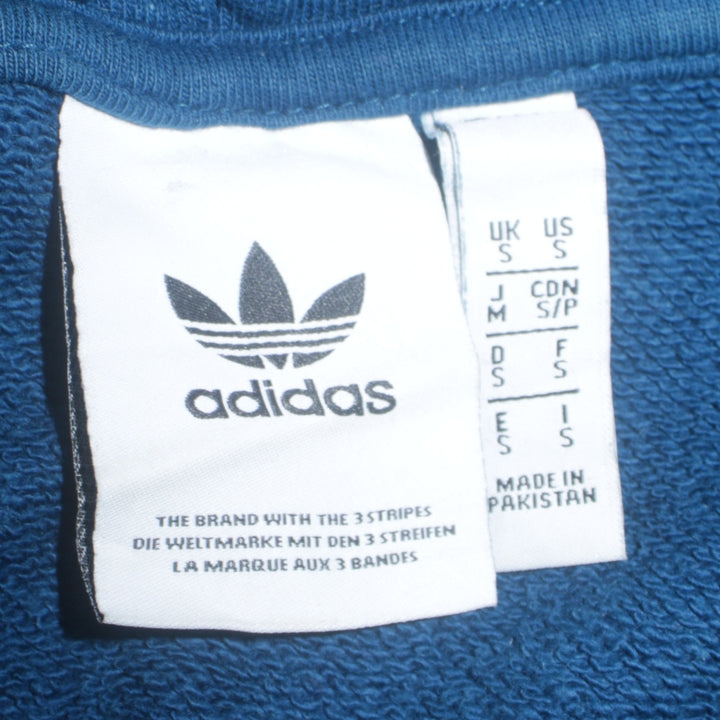 adidas
THE BRAND WITH THE 3 STRIPES
DIE WELTMARKE MIT DEN 3 STREIFEN
LA MARQUE AUX 3 BANDES
UK US
S S
J CDN
M S/P
D F
S S
E I
S S
MADE IN
PAKISTAN